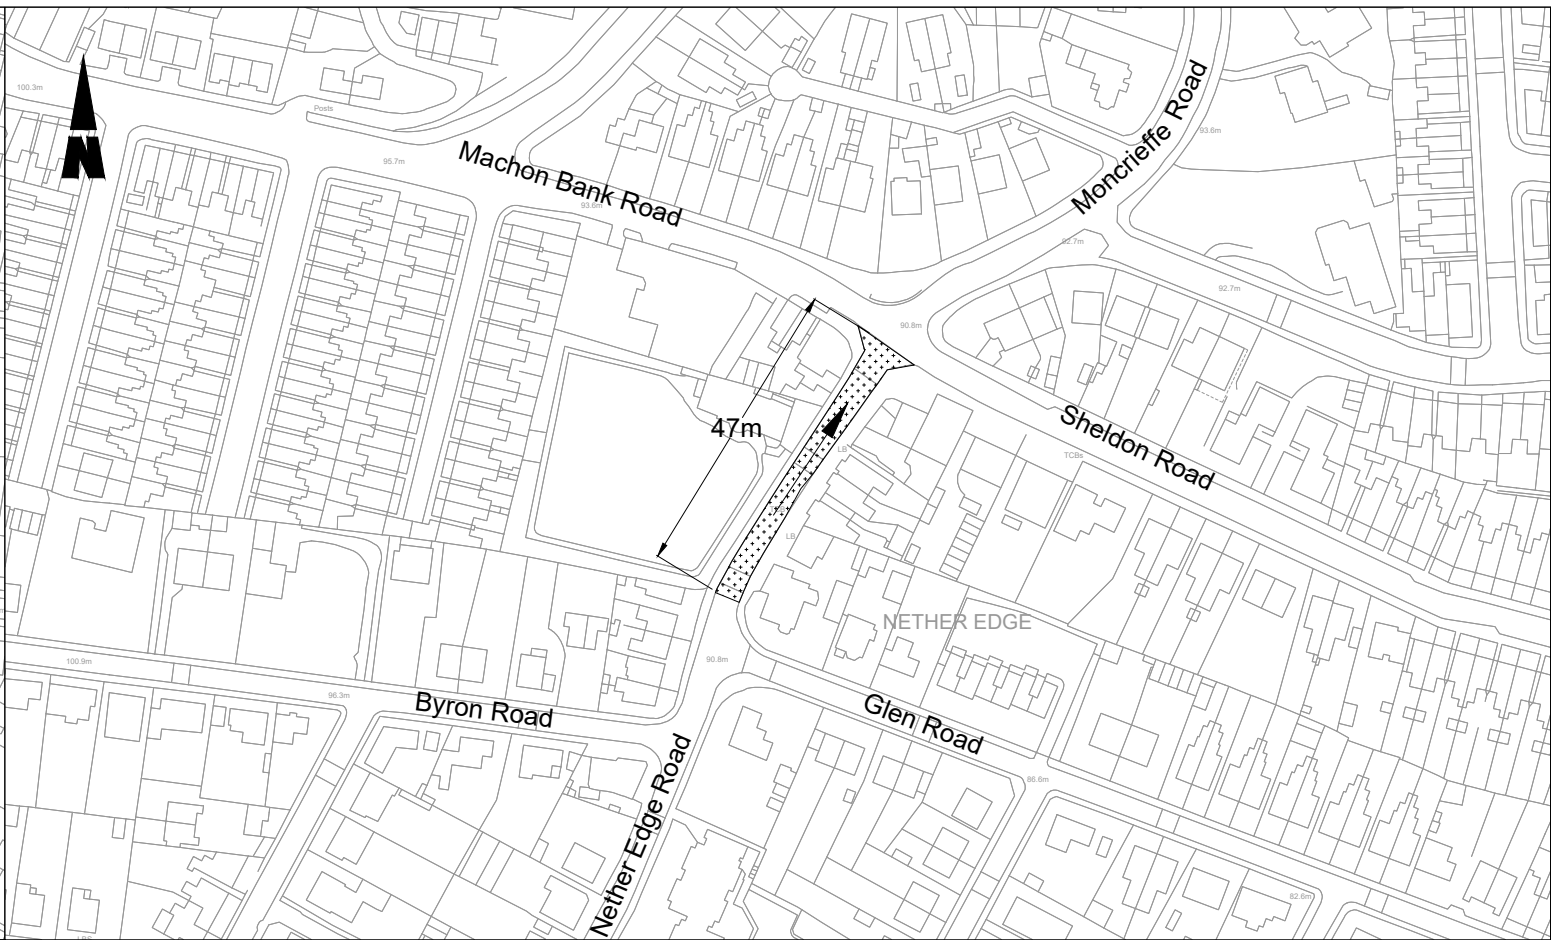 100.3m
Posts
N
95.7m
Machon Bank Road
93.6m
Moncrieffe Road
93.6m
92.7m
92.7m
90.8m
47m
Sheldon Road
LB
TCBs
LB
NETHER EDGE
90.8m
100.9m
96.3m
Byron Road
Glen Road
Nether Edge Road
86.6m
82.6m